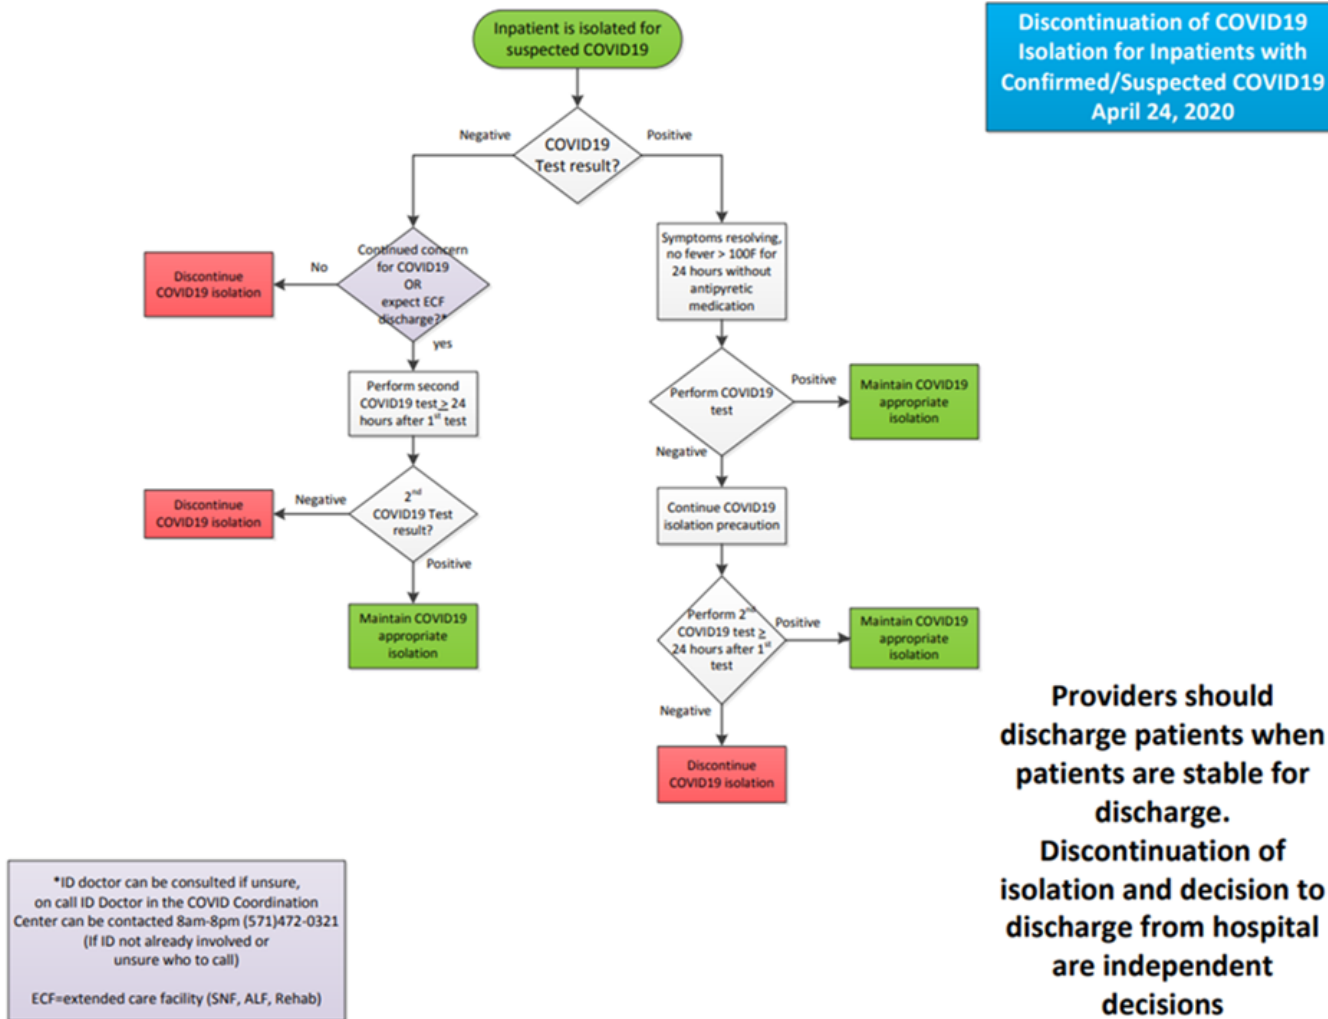 Inpatient is isolated for
suspected COVID19
Discontinuation of COVID19
Isolation for Inpatients with
Confirmed/Suspected COVID19
April 24, 2020
Negative
COVID19
Test result?
Positive
Continued concern
for COVID19
OR
expect ECF
discharge?*
No
Discontinue
COVID19 isolation
yes
Perform second
COVID19 test ≥ 24
hours after 1st test
2nd
COVID19 Test
result?
Negative
Discontinue
COVID19 isolation
Positive
Maintain COVID19
appropriate
isolation
Symptoms resolving,
no fever > 100F for
24 hours without
antipyretic
medication
Perform COVID19
test
Positive
Maintain COVID19
appropriate
isolation
Negative
Continue COVID19
isolation precaution
Perform 2nd
COVID19 test ≥
24 hours after 1st
test
Positive
Maintain COVID19
appropriate
isolation
Negative
Discontinue
COVID19 isolation
Providers should
discharge patients when
patients are stable for
discharge.
Discontinuation of
isolation and decision to
discharge from hospital
are independent
decisions
*ID doctor can be consulted if unsure,
on call ID Doctor in the COVID Coordination
Center can be contacted 8am-8pm (571)472-0321
(If ID not already involved or
unsure who to call)
ECF=extended care facility (SNF, ALF, Rehab)